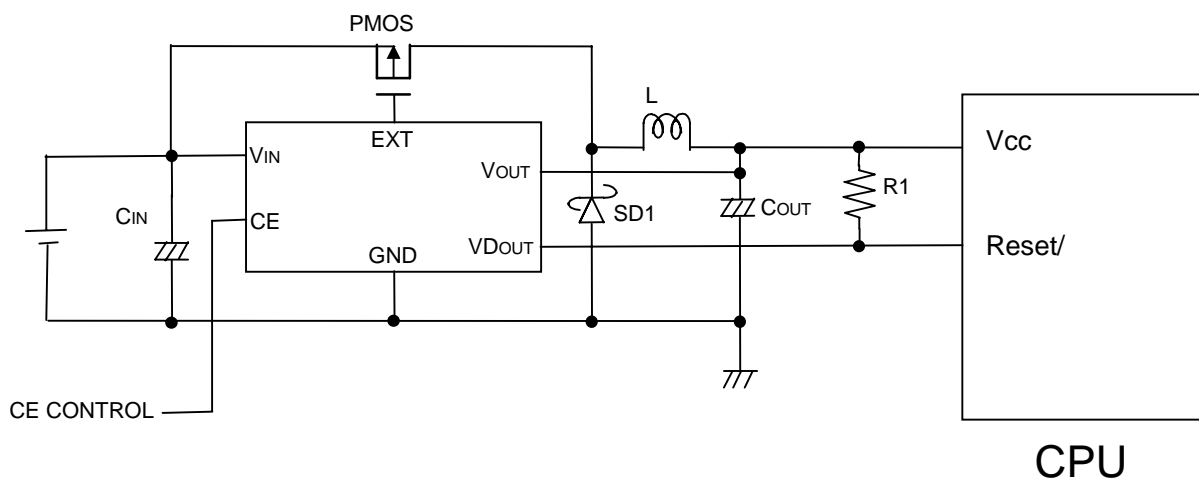 PMOS
L
EXT
VIN
VOUT
Vcc
CIN
CE
SD1
COUT
R1
GND
VDOUT
Reset/
CE CONTROL
CPU